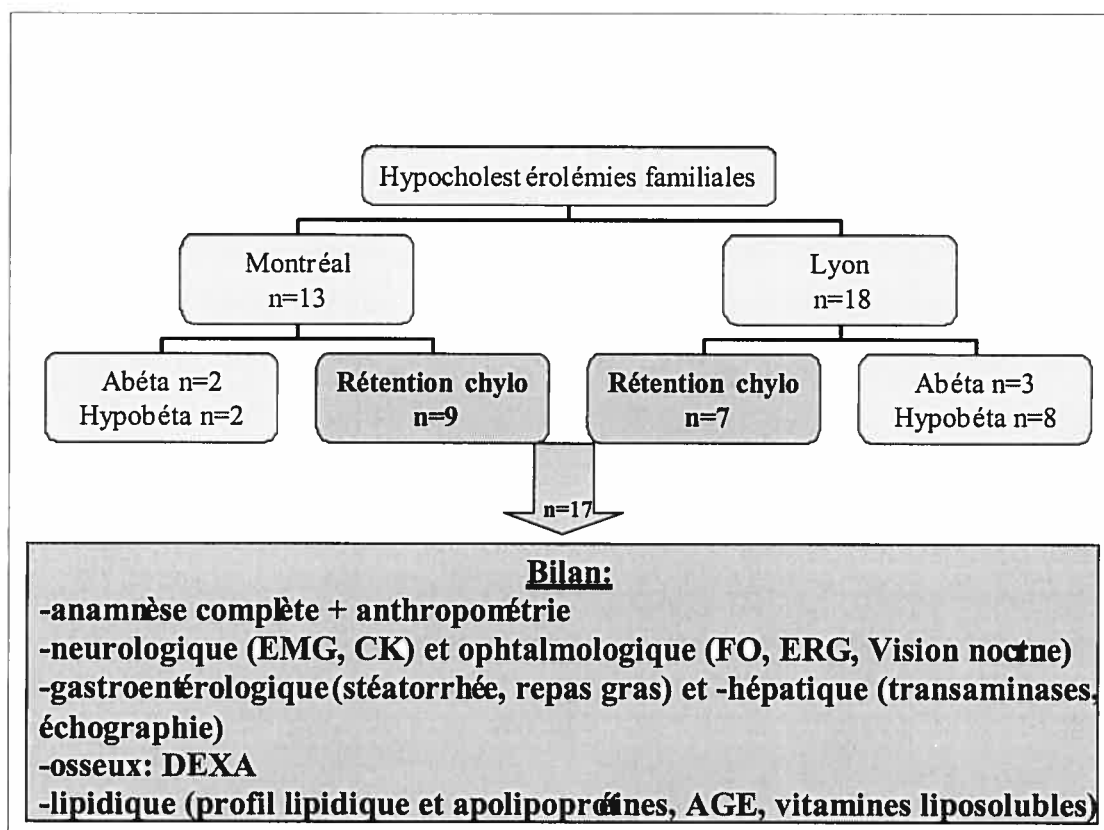 Hypocholestérolémies familiales
Montréal
n=13
Lyon
n=18
Abéta n=2
Hypobéta n=2
Rétention chylo
n=9
Rétention chylo
n=7
Abéta n=3
Hypobéta n=8
n=17
Bilan:
-anamnèse complète + anthropométrie
-neurologique (EMG, CK) et ophtalmologique (FO, ERG, Vision noctne)
-gastroentérologique (stéatorrhée, repas gras) et -hépatique (transaminases,
échographie)
-osseux: DEXA
-lipidique (profil lipidique et apolipoprotéines, AGE, vitamines liposolubles)